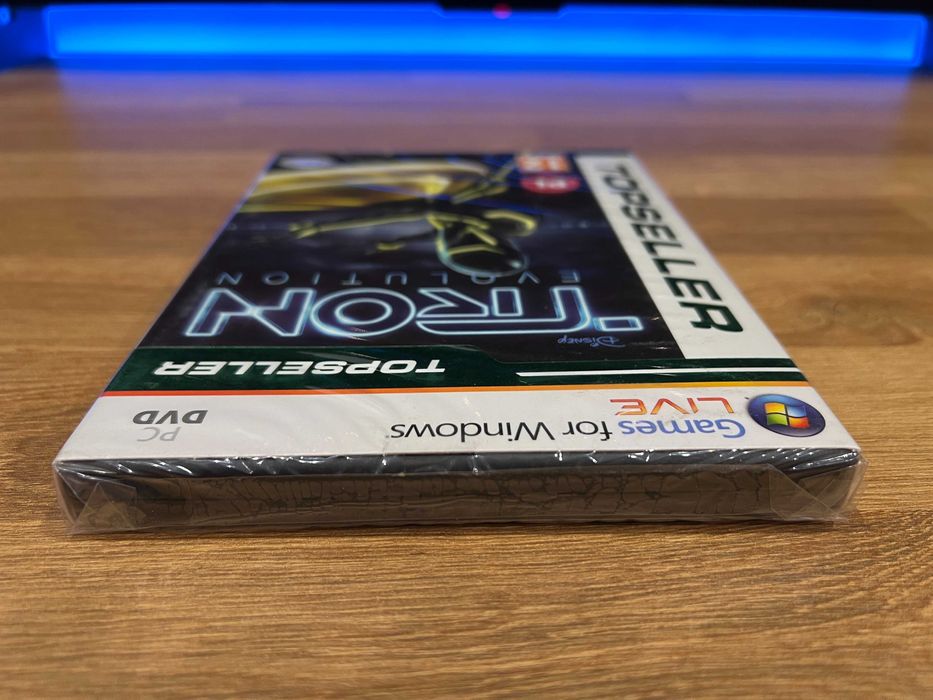 Games for Windows
LIVE
PC
DVD
TOPSELLER
Disney
TRON
EVOLUTION
TOPSELLER